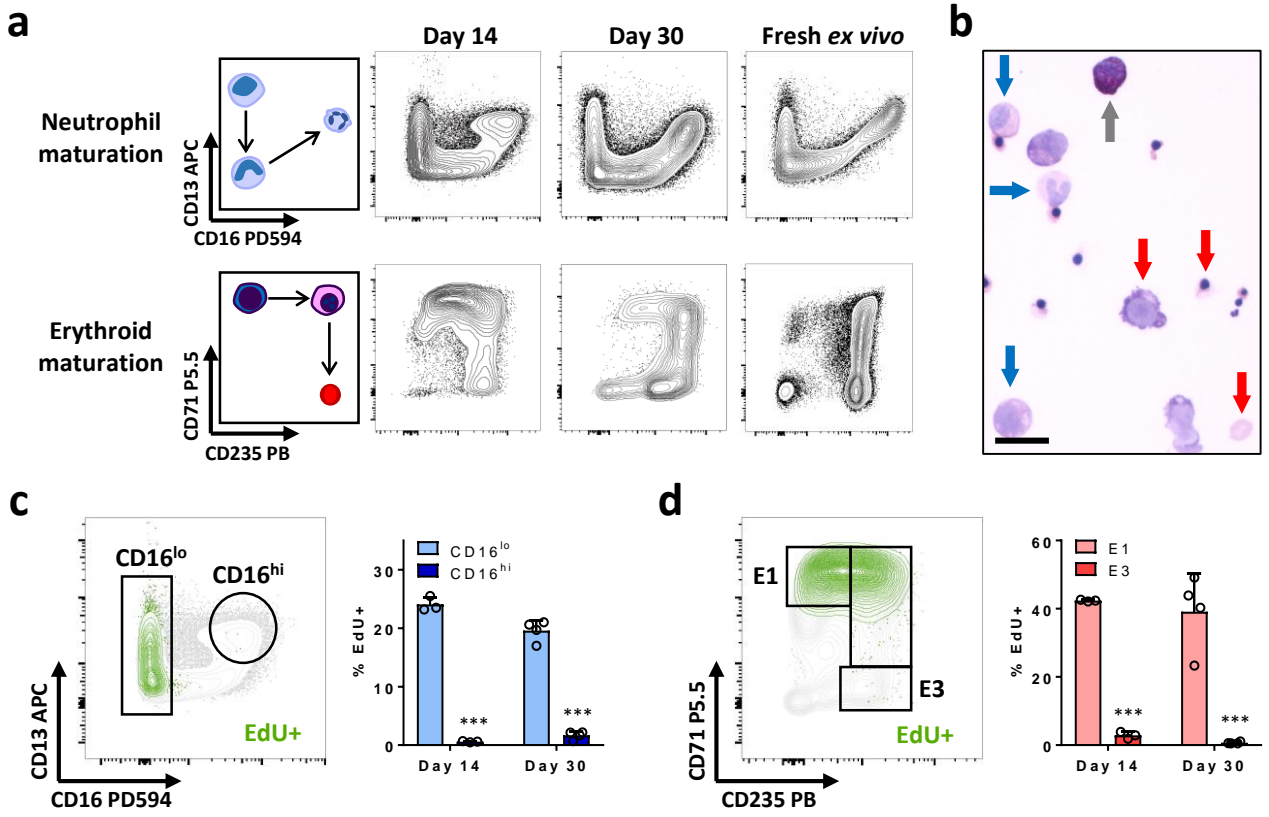 a
Day 14
Day 30
Fresh ex vivo
Neutrophil
maturation
CD13 APC
CD16 PD594
Erythroid
maturation
CD71 P5.5
CD235 PB
b
c
CD16lo
CD16hi
EdU+
CD13 APC
CD16 PD594
% EdU+
30
20
10
0
CD16lo
CD16hi
***
***
Day 14
Day 30
d
E1
E3
EdU+
CD71 P5.5
CD235 PB
% EdU+
60
40
20
0
E1
E3
***
***
Day 14
Day 30